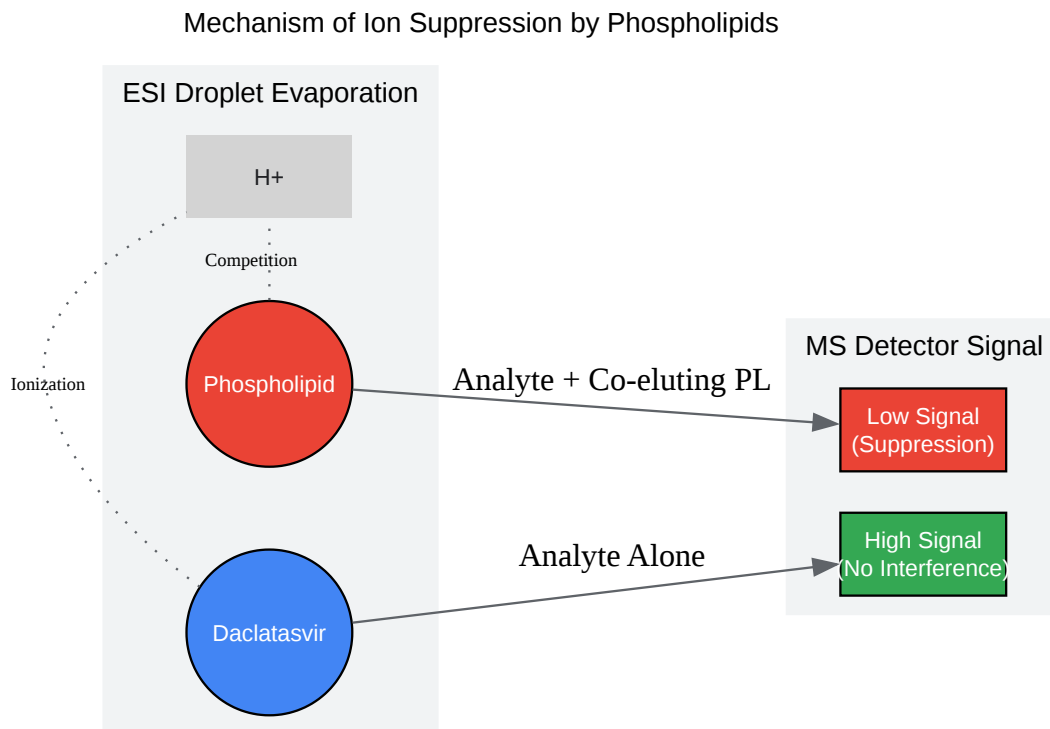 Mechanism of Ion Suppression by Phospholipids
ESI Droplet Evaporation
H+
Competition
Ionization
Phospholipid
Analyte + Co-eluting PL
MS Detector Signal
Low Signal
(Suppression)
Daclatasvir
Analyte Alone
High Signal
(No Interference)